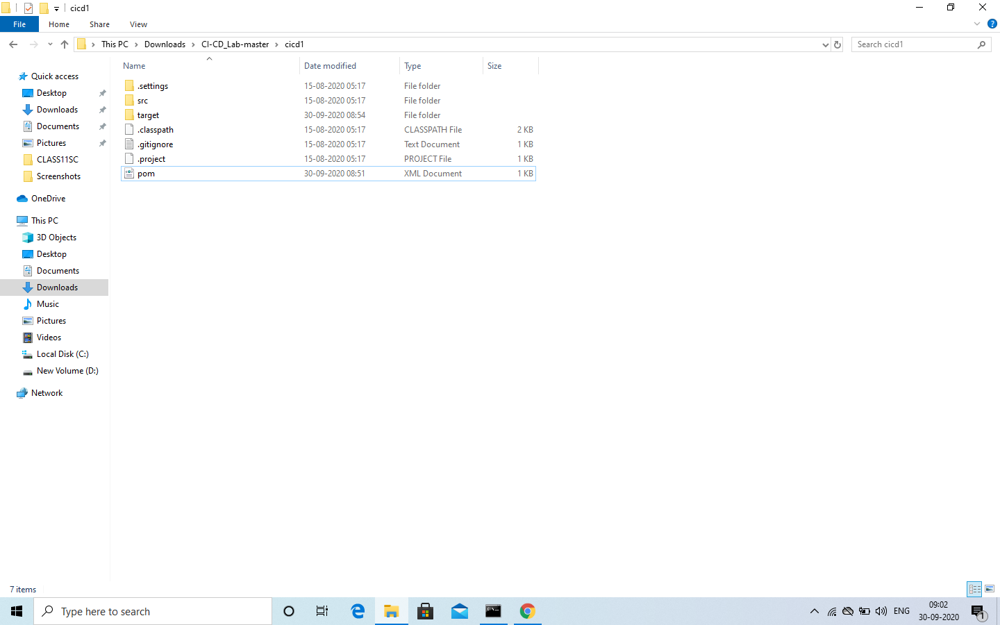 cicd1
File Home Share View
This PC Downloads CI-CD_Lab-master cicd1 Search cicd1
Name Date modified Type Size
Quick access
Desktop
Downloads
Documents
Pictures
CLASS11SC
Screenshots
OneDrive
This PC
3D Objects
Desktop
Documents
Downloads
Music
Pictures
Videos
Local Disk (C:)
New Volume (D:)
Network
.settings 15-08-2020 05:17 File folder
src 15-08-2020 05:17 File folder
target 30-09-2020 08:54 File folder
.classpath 15-08-2020 05:17 CLASSPATH File 2 KB
.gitignore 15-08-2020 05:17 Text Document 1 KB
.project 15-08-2020 05:17 PROJECT File 1 KB
pom 30-09-2020 08:51 XML Document 1 KB
7 items
Type here to search
ENG
09:02
30-09-2020
1